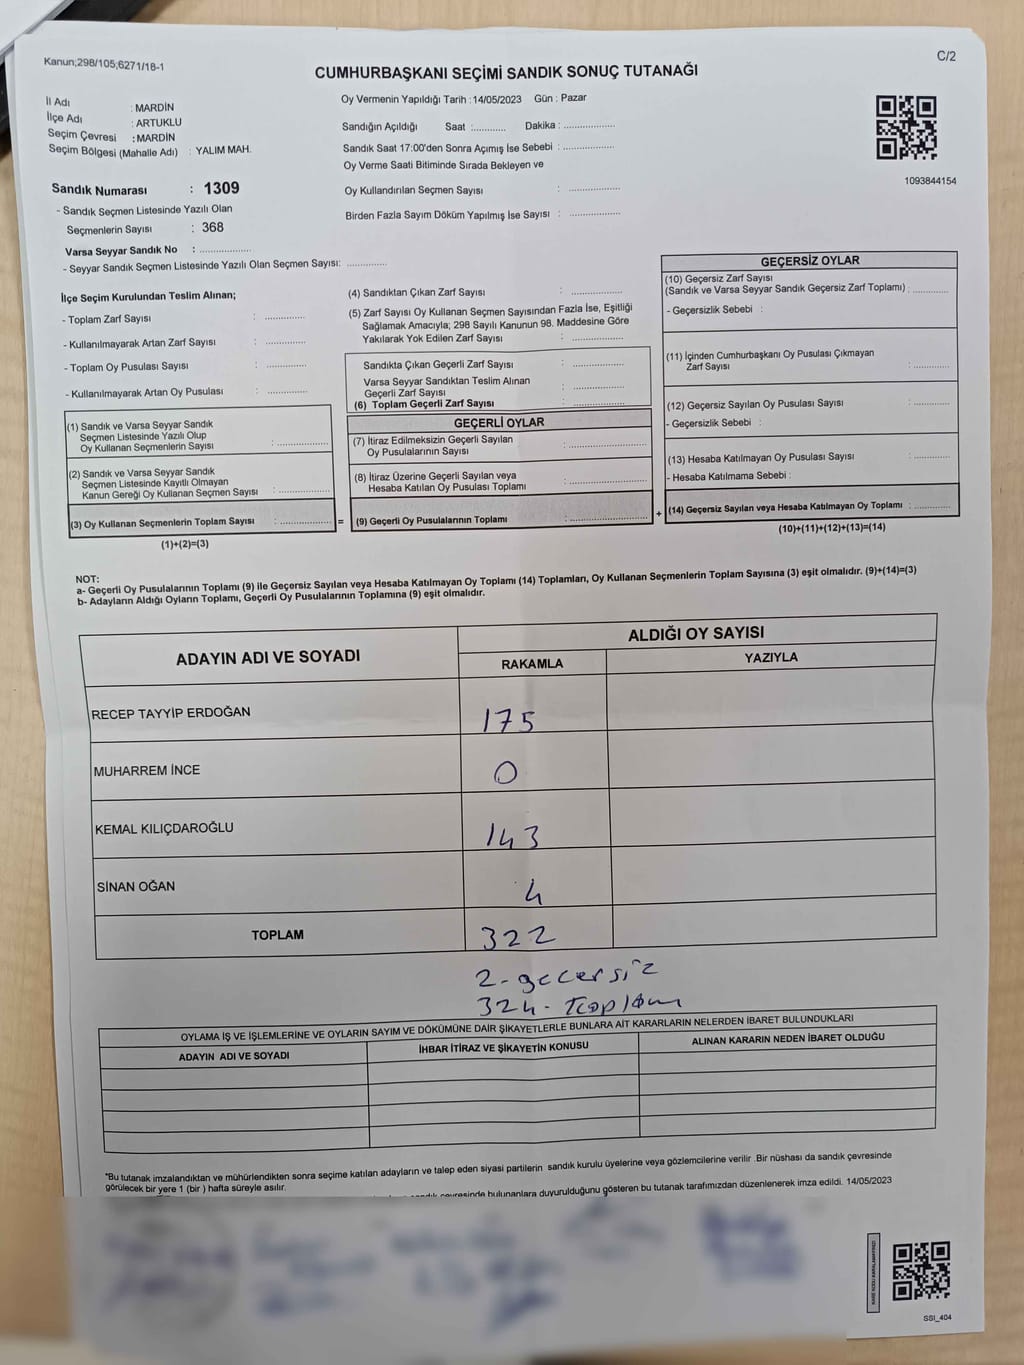 Kanun;298/105;6271/18-1
C/2
CUMHURBAŞKANI SEÇİMİ SANDIK SONUÇ TUTANAĞI
İl Adı : MARDİN
İlçe Adı : ARTUKLU
Seçim Çevresi : MARDİN
Seçim Bölgesi (Mahalle Adı) : YALIM MAH.
Sandık Numarası : 1309
- Sandık Seçmen Listesinde Yazılı Olan
Seçmenlerin Sayısı : 368
Varsa Seyyar Sandık No : ..................
- Seyyar Sandık Seçmen Listesinde Yazılı Olan Seçmen Sayısı: ..............
Oy Vermenin Yapıldığı Tarih : 14/05/2023 Gün : Pazar
Sandığın Açıldığı Saat :............ Dakika : ..................
Sandık Saat 17:00'den Sonra Açımış İse Sebebi : ..................
Oy Verme Saati Bitiminde Sırada Bekleyen ve
Oy Kullandırılan Seçmen Sayısı : ..................
Birden Fazla Sayım Döküm Yapılmış İse Sayısı : ..................
1093844154
İlçe Seçim Kurulundan Teslim Alınan;
- Toplam Zarf Sayısı : ..............
- Kullanılmayarak Artan Zarf Sayısı : ..............
- Toplam Oy Pusulası Sayısı : ..............
- Kullanılmayarak Artan Oy Pusulası : ..............
(1) Sandık ve Varsa Seyyar Sandık
Seçmen Listesinde Yazılı Olup
Oy Kullanan Seçmenlerin Sayısı : ..................
(2) Sandık ve Varsa Seyyar Sandık
Seçmen Listesinde Kayıtlı Olmayan
Kanun Gereği Oy Kullanan Seçmen Sayısı : ..................
(3) Oy Kullanan Seçmenlerin Toplam Sayısı : ..................
(1)+(2)=(3)
(4) Sandıktan Çıkan Zarf Sayısı : ..................
(5) Zarf Sayısı Oy Kullanan Seçmen Sayısından Fazla İse, Eşitliği
Sağlamak Amacıyla; 298 Sayılı Kanunun 98. Maddesine Göre
Yakılarak Yok Edilen Zarf Sayısı : ..................
Sandıkta Çıkan Geçerli Zarf Sayısı : ..................
Varsa Seyyar Sandıktan Teslim Alınan
Geçerli Zarf Sayısı : ..................
(6) Toplam Geçerli Zarf Sayısı : ..................
GEÇERLİ OYLAR
(7) İtiraz Edilmeksizin Geçerli Sayılan
Oy Pusulalarının Sayısı : ..................
(8) İtiraz Üzerine Geçerli Sayılan veya
Hesaba Katılan Oy Pusulası Toplamı : ..................
= (9) Geçerli Oy Pusulalarının Toplamı : ..................
GEÇERSİZ OYLAR
(10) Geçersiz Zarf Sayısı
(Sandık ve Varsa Seyyar Sandık Geçersiz Zarf Toplamı) : ............
- Geçersizlik Sebebi :
(11) İçinden Cumhurbaşkanı Oy Pusulası Çıkmayan
Zarf Sayısı : ............
(12) Geçersiz Sayılan Oy Pusulası Sayısı : ............
- Geçersizlik Sebebi :
(13) Hesaba Katılmayan Oy Pusulası Sayısı : ............
- Hesaba Katılmama Sebebi :
+ (14) Geçersiz Sayılan veya Hesaba Katılmayan Oy Toplamı : ............
(10)+(11)+(12)+(13)=(14)
NOT:
a- Geçerli Oy Pusulalarının Toplamı (9) ile Geçersiz Sayılan veya Hesaba Katılmayan Oy Toplamı (14) Toplamları, Oy Kullanan Seçmenlerin Toplam Sayısına (3) eşit olmalıdır. (9)+(14)=(3)
b- Adayların Aldığı Oyların Toplamı, Geçerli Oy Pusulalarının Toplamına (9) eşit olmalıdır.
ADAYIN ADI VE SOYADI
ALDIĞI OY SAYISI
RAKAMLA YAZIYLA
RECEP TAYYİP ERDOĞAN 175
MUHARREM İNCE 0
KEMAL KILIÇDAROĞLU 143
SİNAN OĞAN 4
TOPLAM 322
2-geçersiz
324- Toplam
OYLAMA İŞ VE İŞLEMLERİNE VE OYLARIN SAYIM VE DÖKÜMÜNE DAİR ŞİKAYETLERLE BUNLARA AİT KARARLARIN NELERDEN İBARET BULUNDUKLARI
ADAYIN ADI VE SOYADI İHBAR İTİRAZ VE ŞİKAYETİN KONUSU ALINAN KARARIN NEDEN İBARET OLDUĞU
*Bu tutanak imzalandıktan ve mühürlendikten sonra seçime katılan adayların ve talep eden siyasi partilerin sandık kurulu üyelerine veya gözlemcilerine verilir .Bir nüshası da sandık çevresinde
görülecek bir yere 1 (bir ) hafta süreyle asılır.
sandık çevresinde bulunanlara duyurulduğunu gösteren bu tutanak tarafımızdan düzenlenerek imza edildi. 14/05/2023
SSI_404